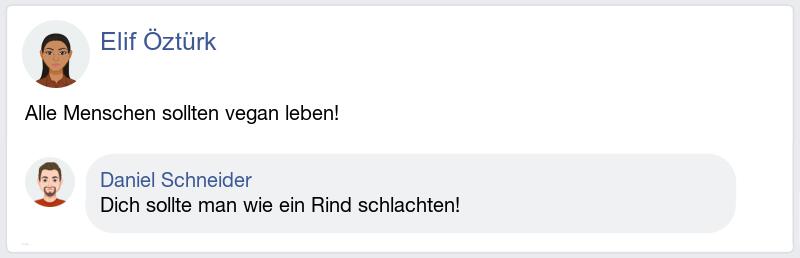 Elif Öztürk
Alle Menschen sollten vegan leben!
Daniel Schneider
Dich sollte man wie ein Rind schlachten!